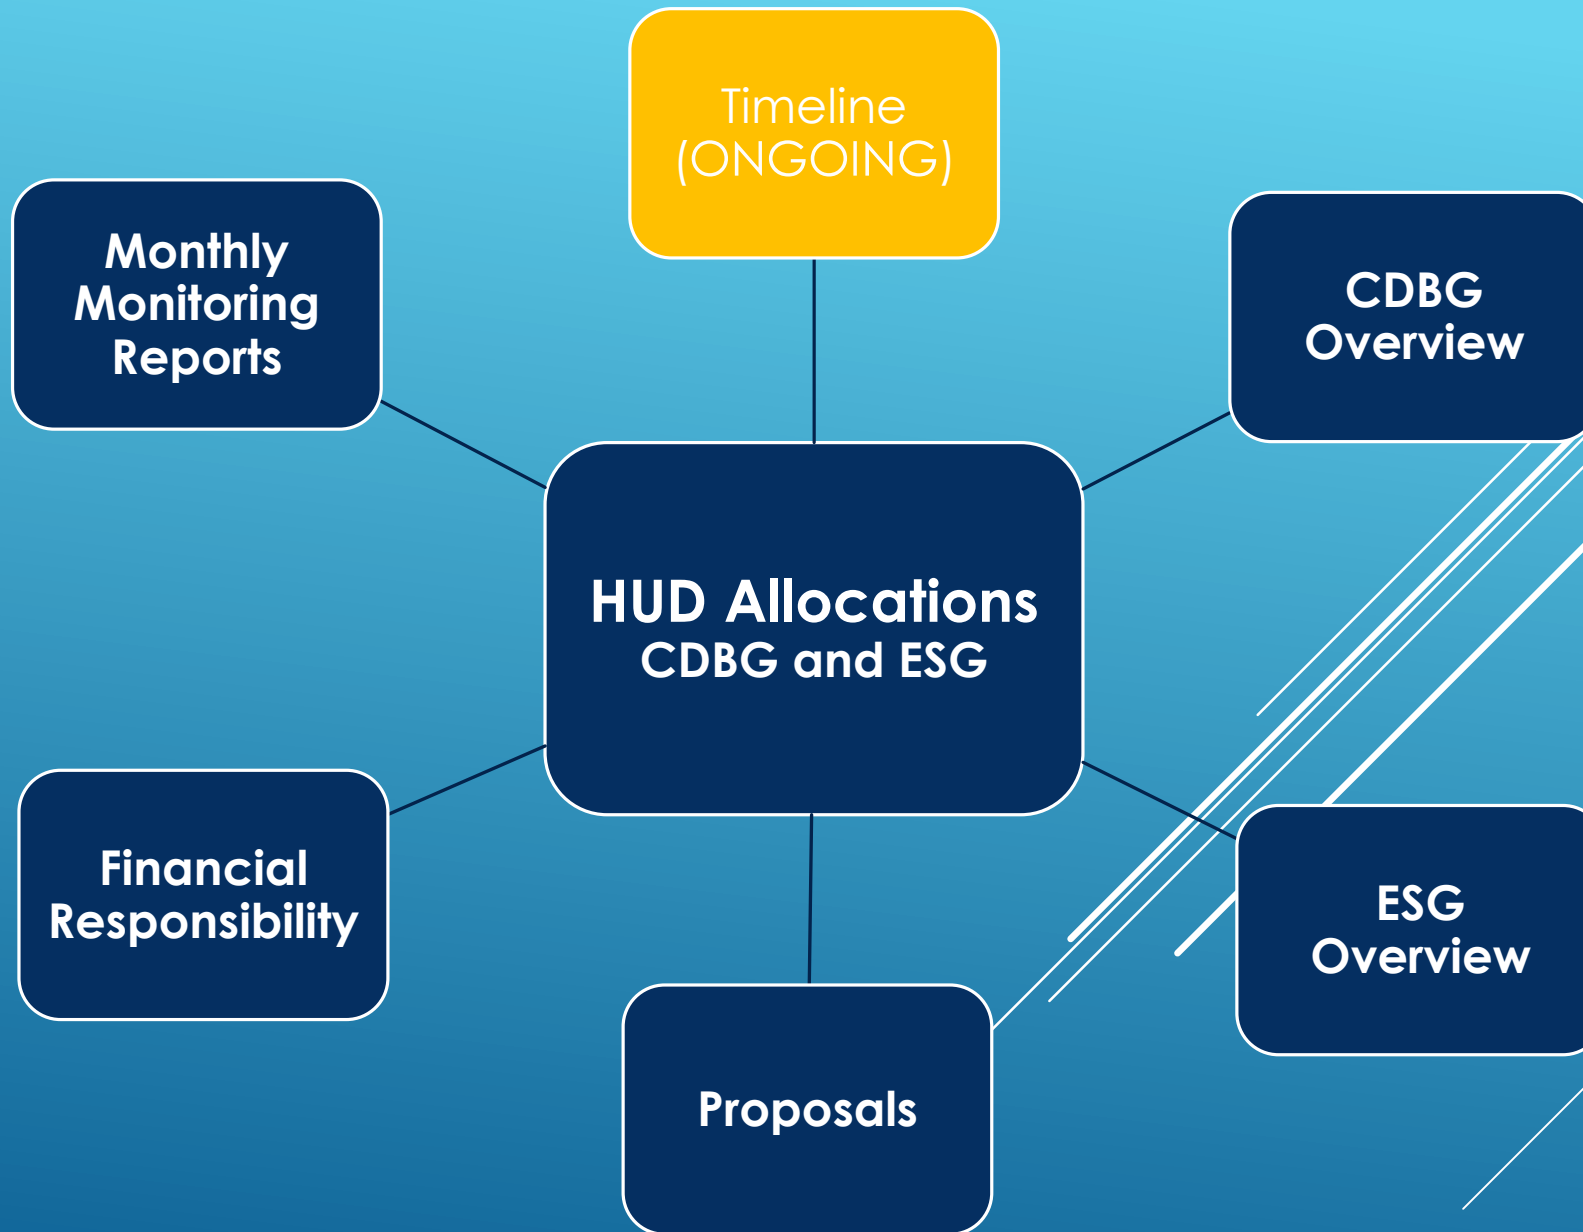 Timeline
(ONGOING)
Monthly
Monitoring
Reports
CDBG
Overview
HUD Allocations
CDBG and ESG
Financial
Responsibility
ESG
Overview
Proposals